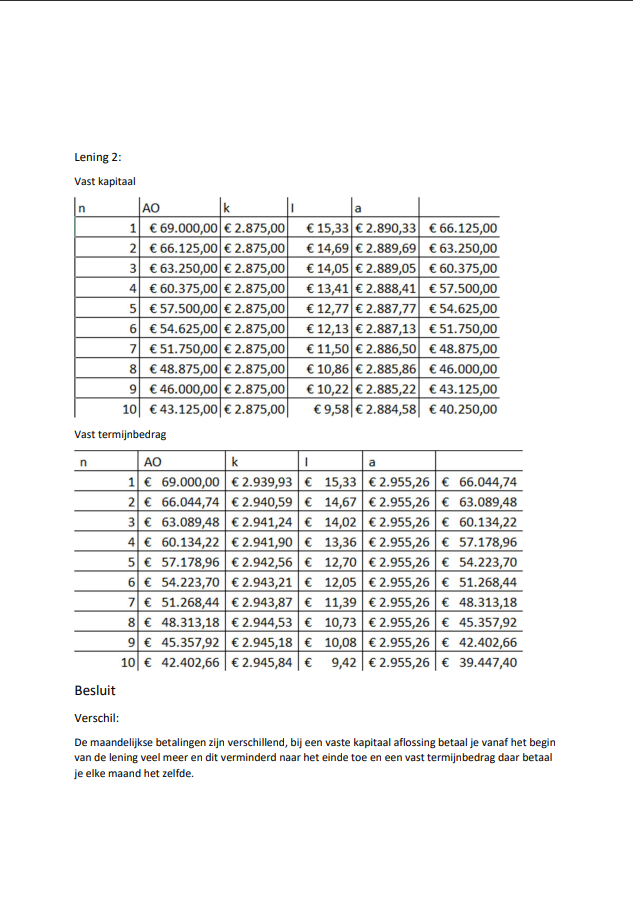 Lening 2:
Vast kapitaal
n AO k I a
1 € 69.000,00 € 2.875,00 € 15,33 € 2.890,33 € 66.125,00
2 € 66.125,00 € 2.875,00 € 14,69 € 2.889,69 € 63.250,00
3 € 63.250,00 € 2.875,00 € 14,05 € 2.889,05 € 60.375,00
4 € 60.375,00 € 2.875,00 € 13,41 € 2.888,41 € 57.500,00
5 € 57.500,00 € 2.875,00 € 12,77 € 2.887,77 € 54.625,00
6 € 54.625,00 € 2.875,00 € 12,13 € 2.887,13 € 51.750,00
7 € 51.750,00 € 2.875,00 € 11,50 € 2.886,50 € 48.875,00
8 € 48.875,00 € 2.875,00 € 10,86 € 2.885,86 € 46.000,00
9 € 46.000,00 € 2.875,00 € 10,22 € 2.885,22 € 43.125,00
10 € 43.125,00 € 2.875,00 € 9,58 € 2.884,58 € 40.250,00
Vast termijnbedrag
n AO k I a
1 € 69.000,00 € 2.939,93 € 15,33 € 2.955,26 € 66.044,74
2 € 66.044,74 € 2.940,59 € 14,67 € 2.955,26 € 63.089,48
3 € 63.089,48 € 2.941,24 € 14,02 € 2.955,26 € 60.134,22
4 € 60.134,22 € 2.941,90 € 13,36 € 2.955,26 € 57.178,96
5 € 57.178,96 € 2.942,56 € 12,70 € 2.955,26 € 54.223,70
6 € 54.223,70 € 2.943,21 € 12,05 € 2.955,26 € 51.268,44
7 € 51.268,44 € 2.943,87 € 11,39 € 2.955,26 € 48.313,18
8 € 48.313,18 € 2.944,53 € 10,73 € 2.955,26 € 45.357,92
9 € 45.357,92 € 2.945,18 € 10,08 € 2.955,26 € 42.402,66
10 € 42.402,66 € 2.945,84 € 9,42 € 2.955,26 € 39.447,40
Besluit
Verschil:
De maandelijkse betalingen zijn verschillend, bij een vaste kapitaal aflossing betaal je vanaf het begin
van de lening veel meer en dit verminderd naar het einde toe en een vast termijnbedrag daar betaal
je elke maand het zelfde.